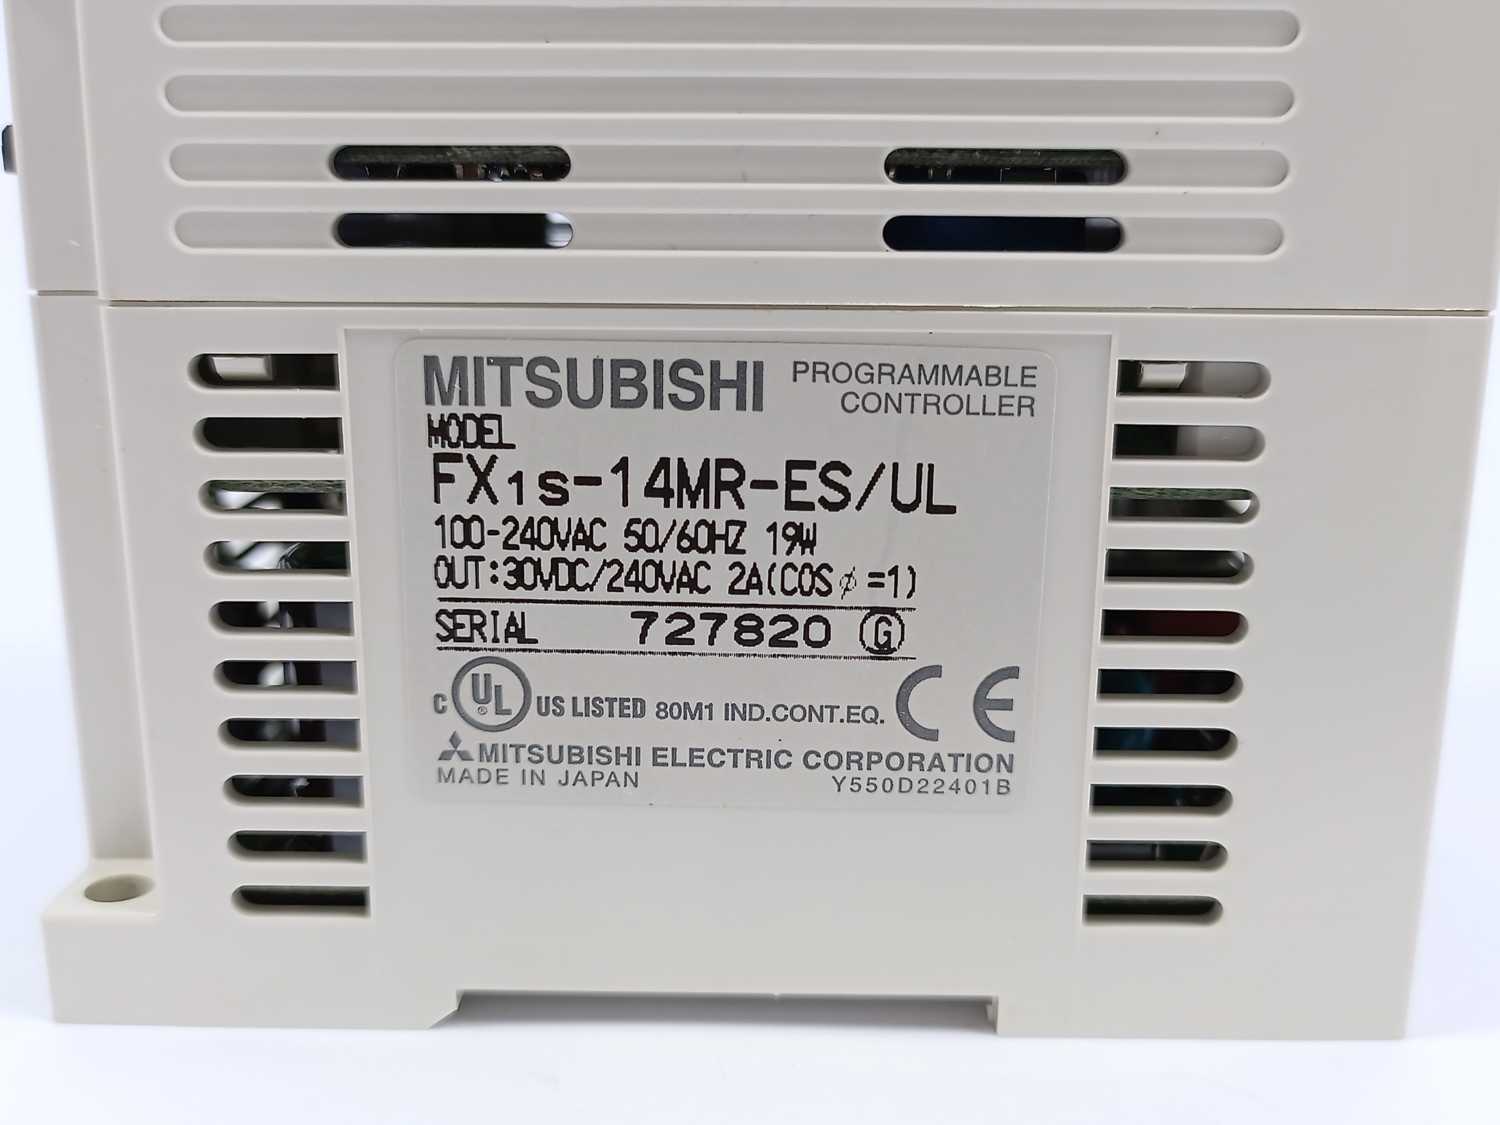 MITSUBISHI PROGRAMMABLE
CONTROLLER
MODEL
FX1s-14MR-ES/UL
100-240VAC 50/60HZ 19W
OUT:30VDC/240VAC 2A(COSϕ=1)
SERIAL 727820 Ⓖ
C UL ® US LISTED 80M1 IND.CONT.EQ. CE
MITSUBISHI ELECTRIC CORPORATION
MADE IN JAPAN Y550D22401B